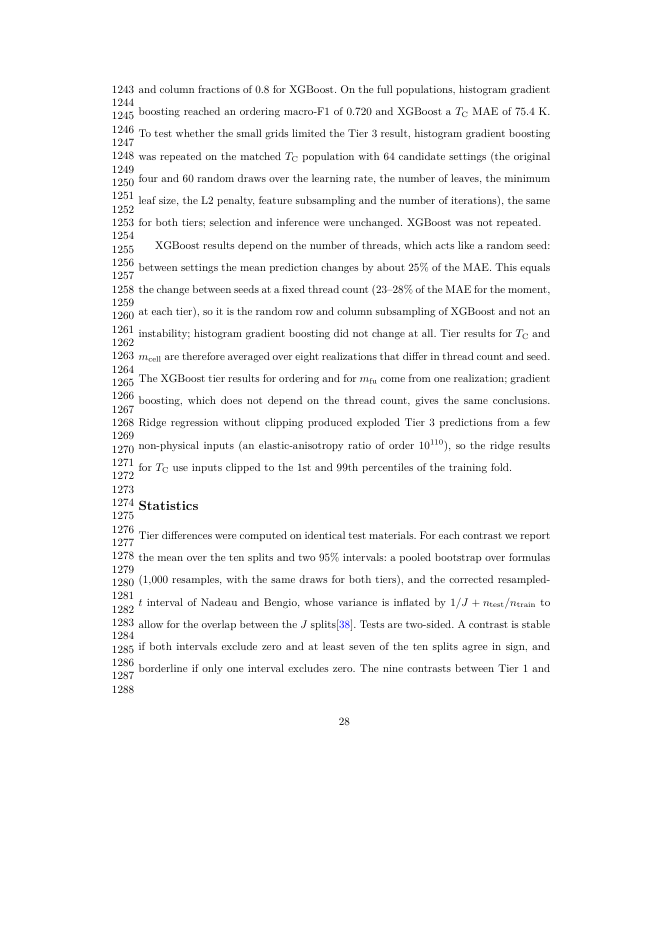 1243 and column fractions of 0.8 for XGBoost. On the full populations, histogram gradient
1244
1245 boosting reached an ordering macro-F1 of 0.720 and XGBoost a T_C MAE of 75.4 K.
1246 To test whether the small grids limited the Tier 3 result, histogram gradient boosting
1247
1248 was repeated on the matched T_C population with 64 candidate settings (the original
1249
1250 four and 60 random draws over the learning rate, the number of leaves, the minimum
1251 leaf size, the L2 penalty, feature subsampling and the number of iterations), the same
1252
1253 for both tiers; selection and inference were unchanged. XGBoost was not repeated.
1254
1255 XGBoost results depend on the number of threads, which acts like a random seed:
1256 between settings the mean prediction changes by about 25% of the MAE. This equals
1257
1258 the change between seeds at a fixed thread count (23–28% of the MAE for the moment,
1259
1260 at each tier), so it is the random row and column subsampling of XGBoost and not an
1261 instability; histogram gradient boosting did not change at all. Tier results for T_C and
1262
1263 m_cell are therefore averaged over eight realizations that differ in thread count and seed.
1264
1265 The XGBoost tier results for ordering and for m_fu come from one realization; gradient
1266 boosting, which does not depend on the thread count, gives the same conclusions.
1267
1268 Ridge regression without clipping produced exploded Tier 3 predictions from a few
1269
1270 non-physical inputs (an elastic-anisotropy ratio of order 10^110), so the ridge results
1271 for T_C use inputs clipped to the 1st and 99th percentiles of the training fold.
1272
1273
1274 Statistics
1275
1276 Tier differences were computed on identical test materials. For each contrast we report
1277
1278 the mean over the ten splits and two 95% intervals: a pooled bootstrap over formulas
1279
1280 (1,000 resamples, with the same draws for both tiers), and the corrected resampled-
1281 t interval of Nadeau and Bengio, whose variance is inflated by 1/J + n_test/n_train to
1282
1283 allow for the overlap between the J splits[38]. Tests are two-sided. A contrast is stable
1284
1285 if both intervals exclude zero and at least seven of the ten splits agree in sign, and
1286 borderline if only one interval excludes zero. The nine contrasts between Tier 1 and
1287
1288
28